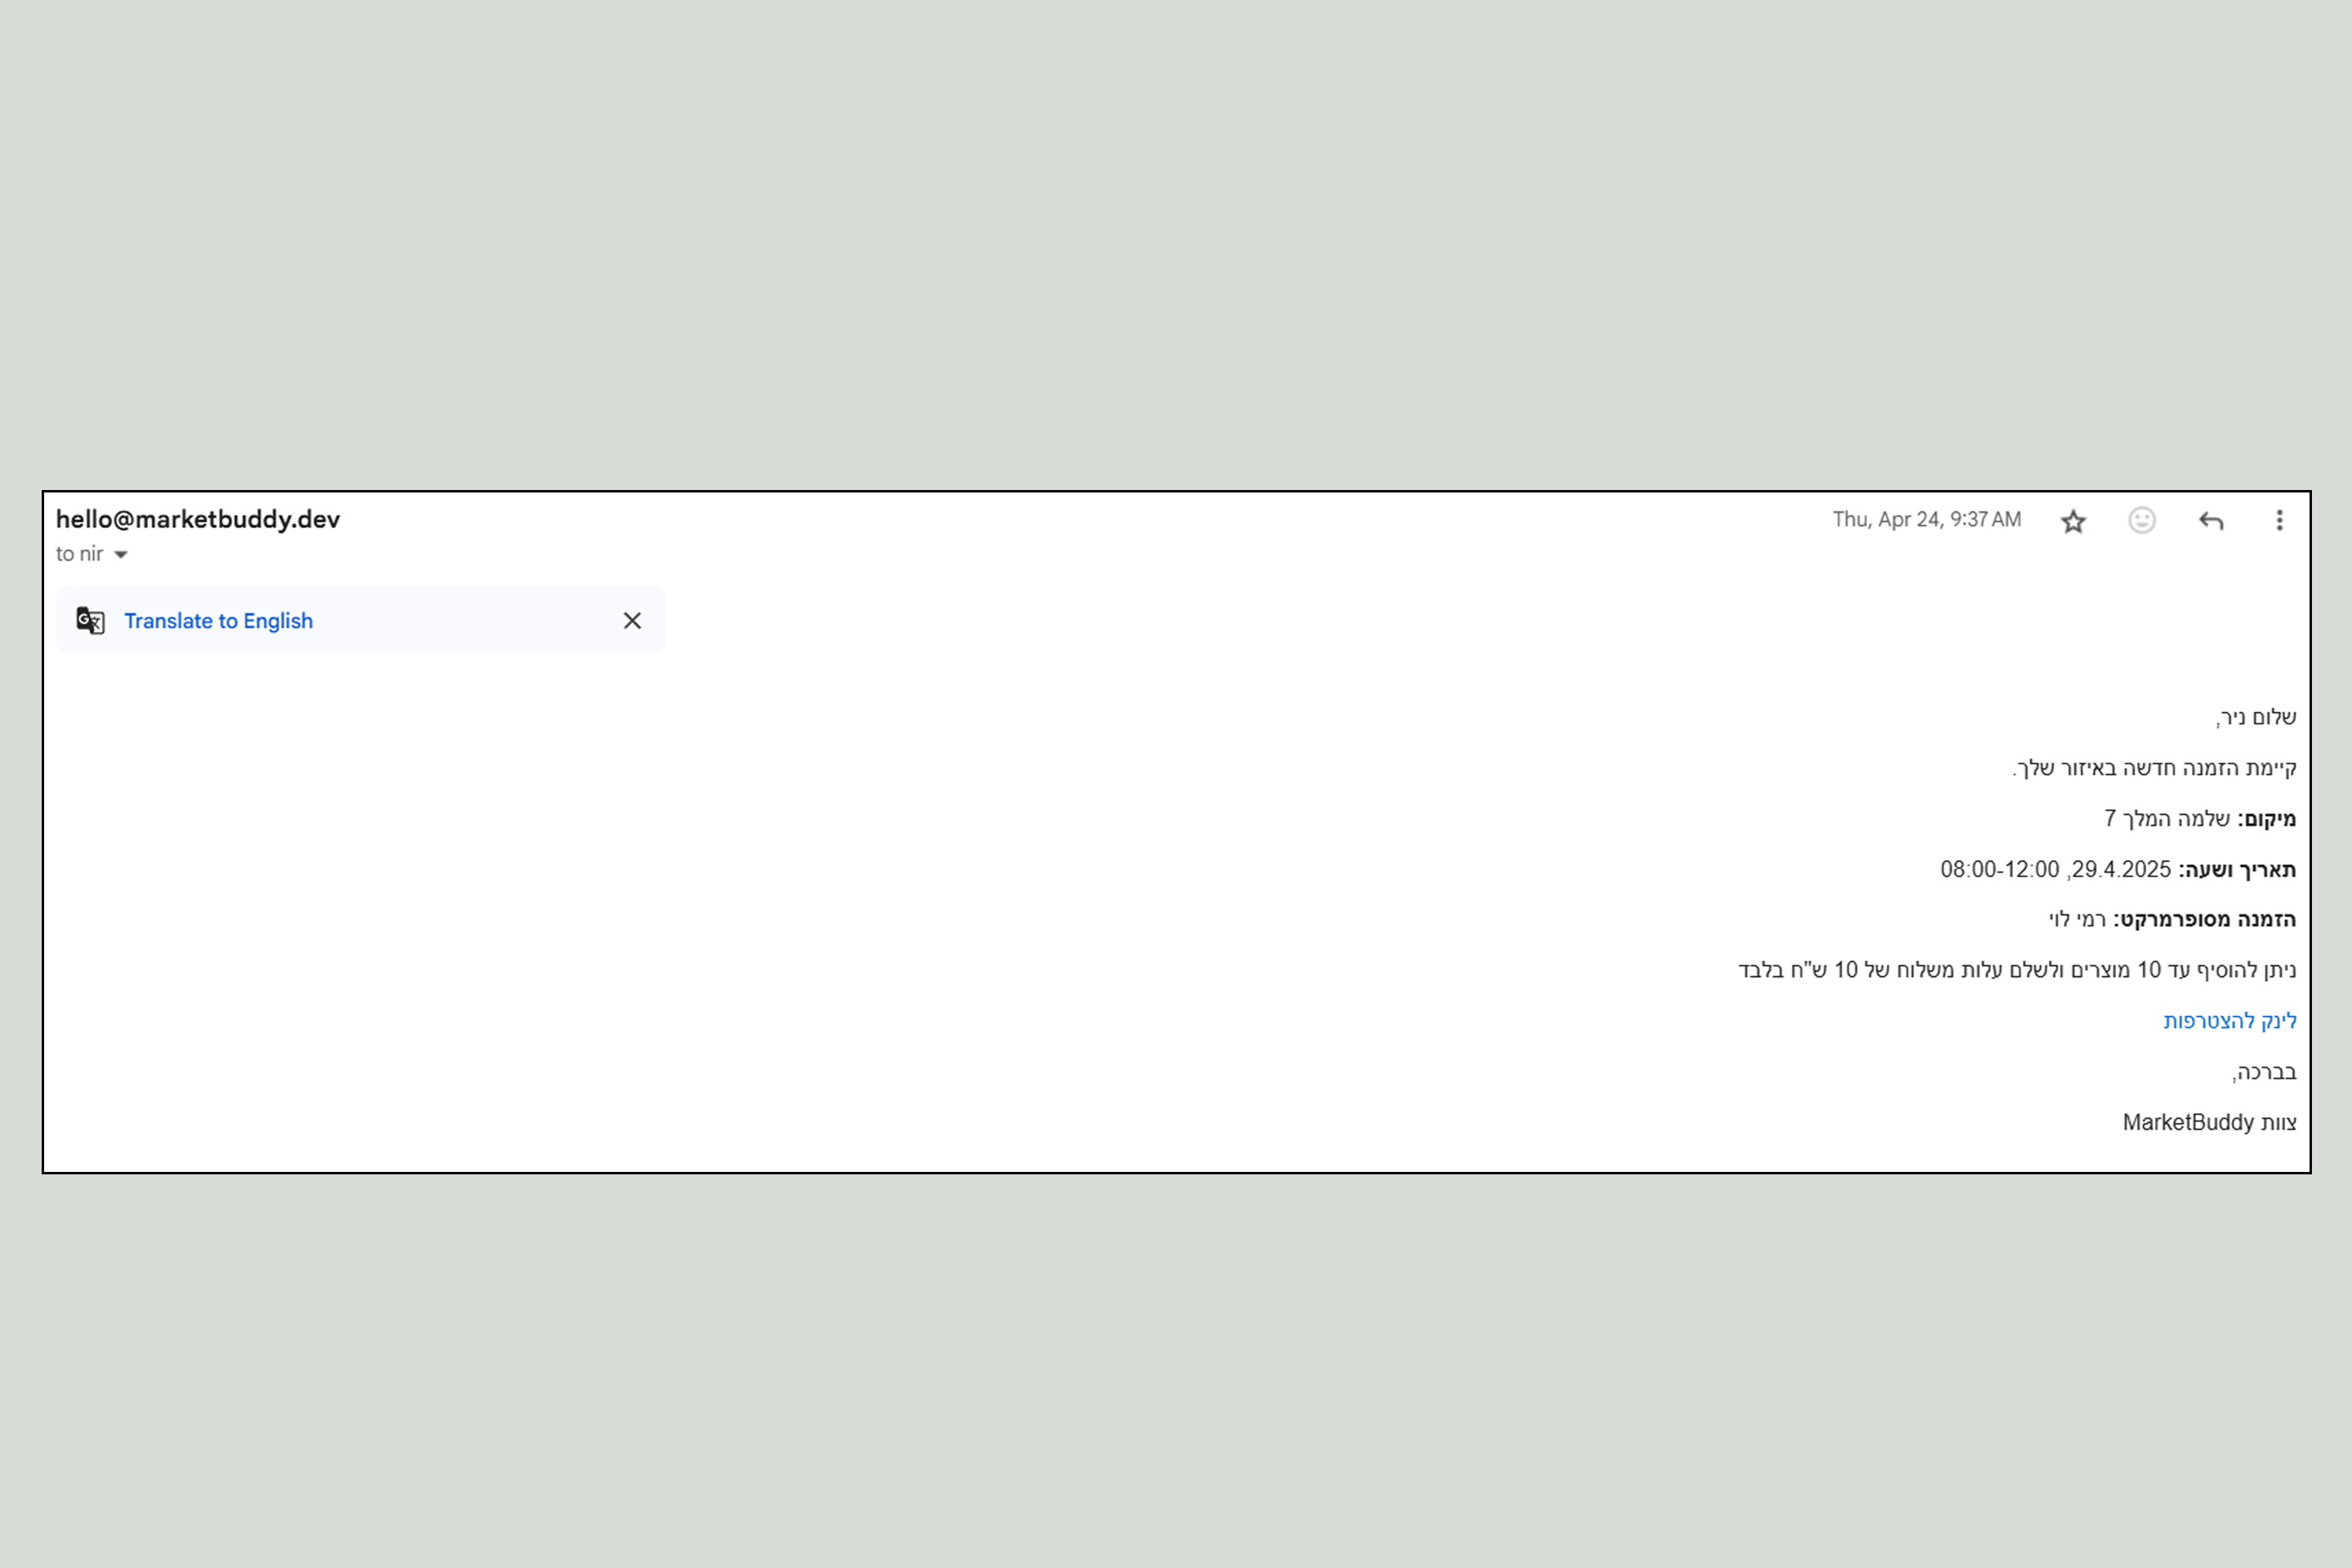 hello@marketbuddy.dev
Thu, Apr 24, 9:37 AM
to nir
Translate to English
שלום ניר,
קיימת הזמנה חדשה באיזור שלך.
מיקום: שלמה המלך 7
תאריך ושעה: 29.4.2025, 08:00-12:00
הזמנה מסופרמרקט: רמי לוי
ניתן להוסיף עד 10 מוצרים ולשלם עלות משלוח של 10 ש"ח בלבד
לינק להצטרפות
בברכה,
צוות MarketBuddy